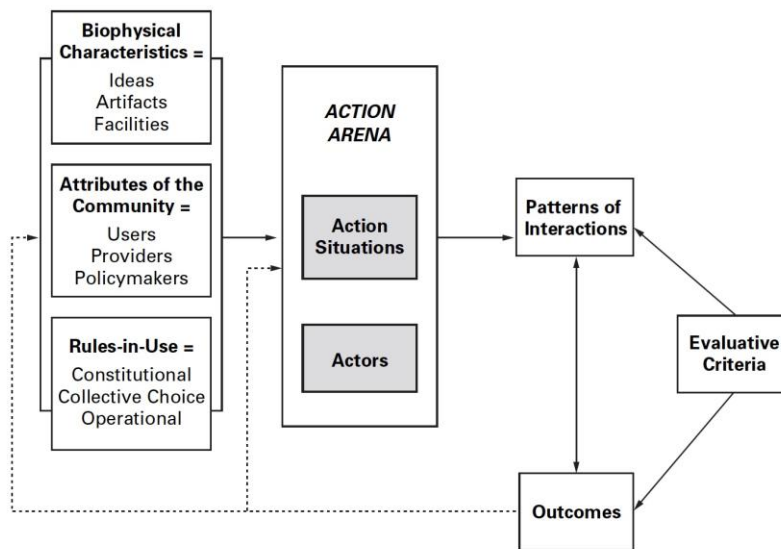 Biophysical
Characteristics =
Ideas
Artifacts
Facilities
Attributes of the
Community =
Users
Providers
Policymakers
Rules-in-Use =
Constitutional
Collective Choice
Operational
ACTION
ARENA
Action
Situations
Actors
Patterns of
Interactions
Evaluative
Criteria
Outcomes